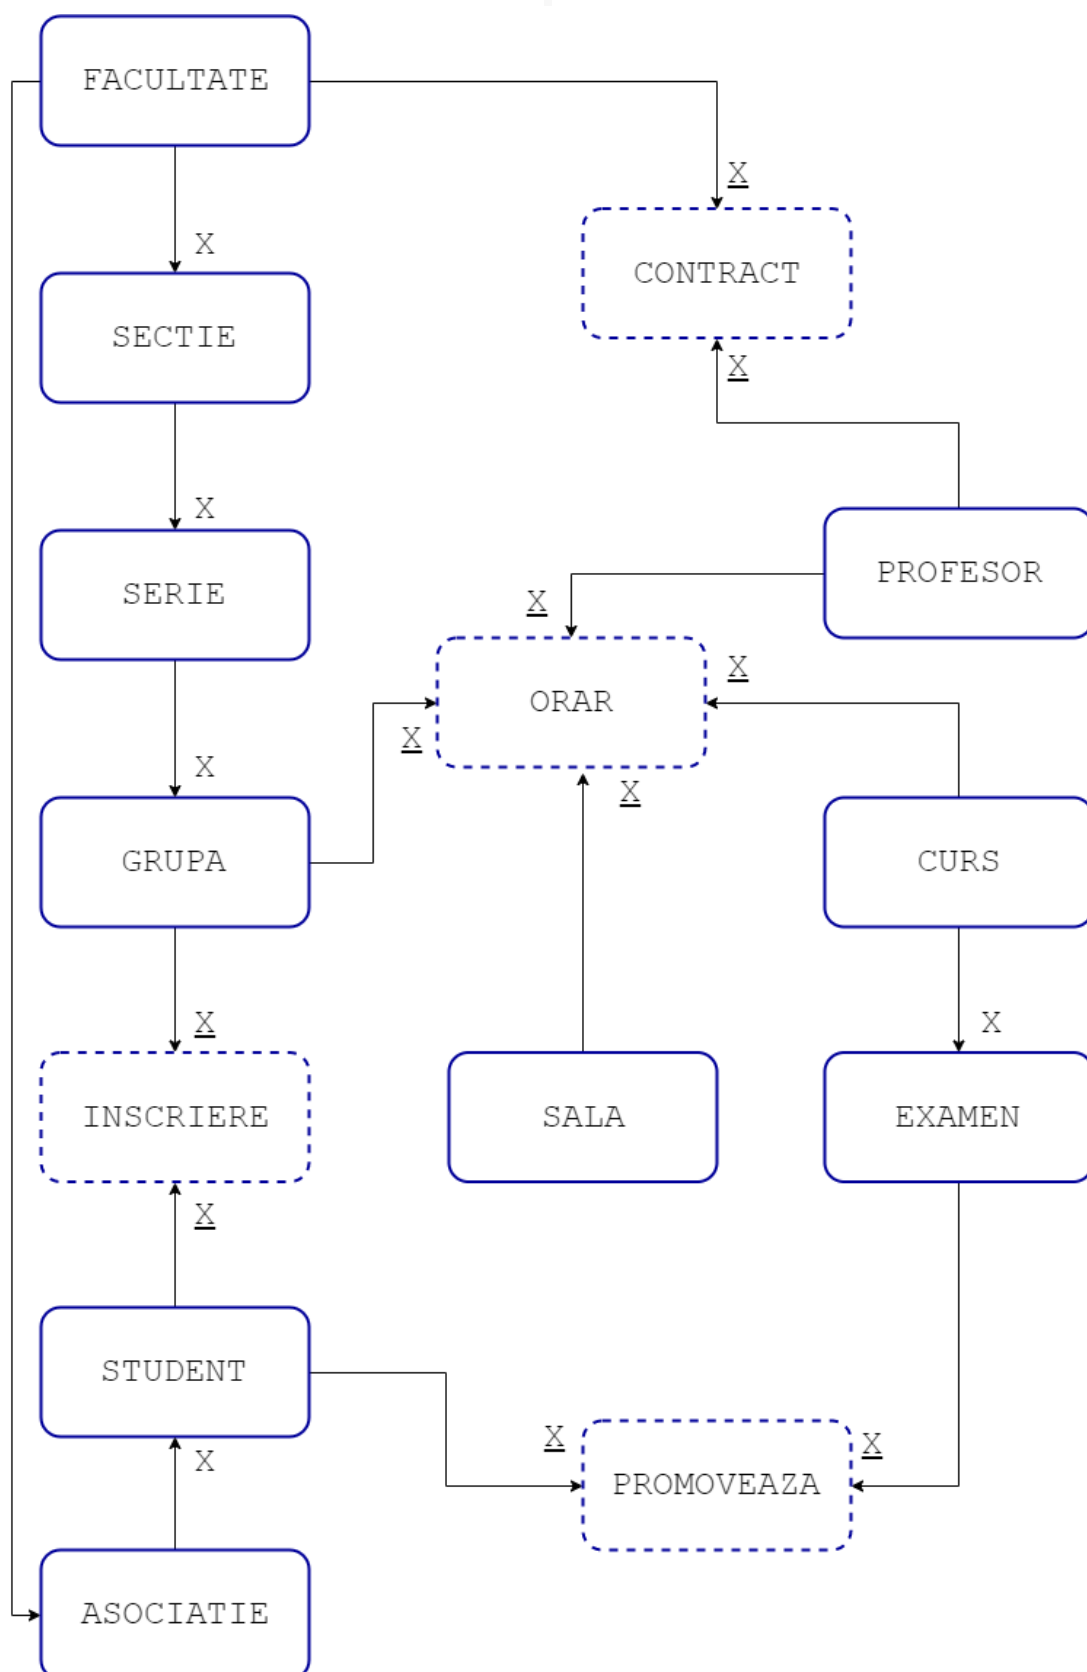 FACULTATE
X
CONTRACT
X
SECTIE
X
X
SERIE
PROFESOR
X
X
ORAR
X
X
X
GRUPA
CURS
X
X
INSCRIERE
SALA
EXAMEN
X
STUDENT
X
X
X
PROMOVEAZA
ASOCIATIE